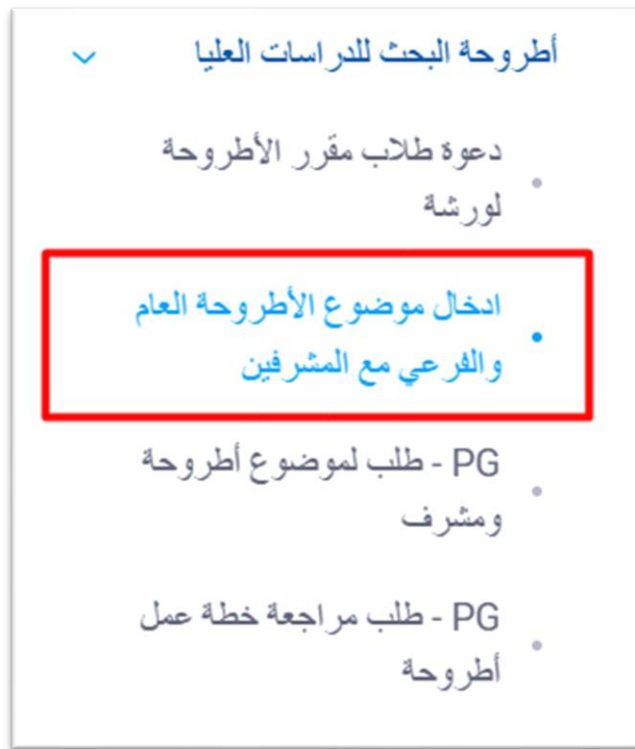 أطروحة البحث للدراسات العليا
دعوة طلاب مقرر الأطروحة
لورشة
ادخال موضوع الأطروحة العام
والفرعي مع المشرفين
PG - طلب لموضوع أطروحة
ومشرف
PG - طلب مراجعة خطة عمل
أطروحة